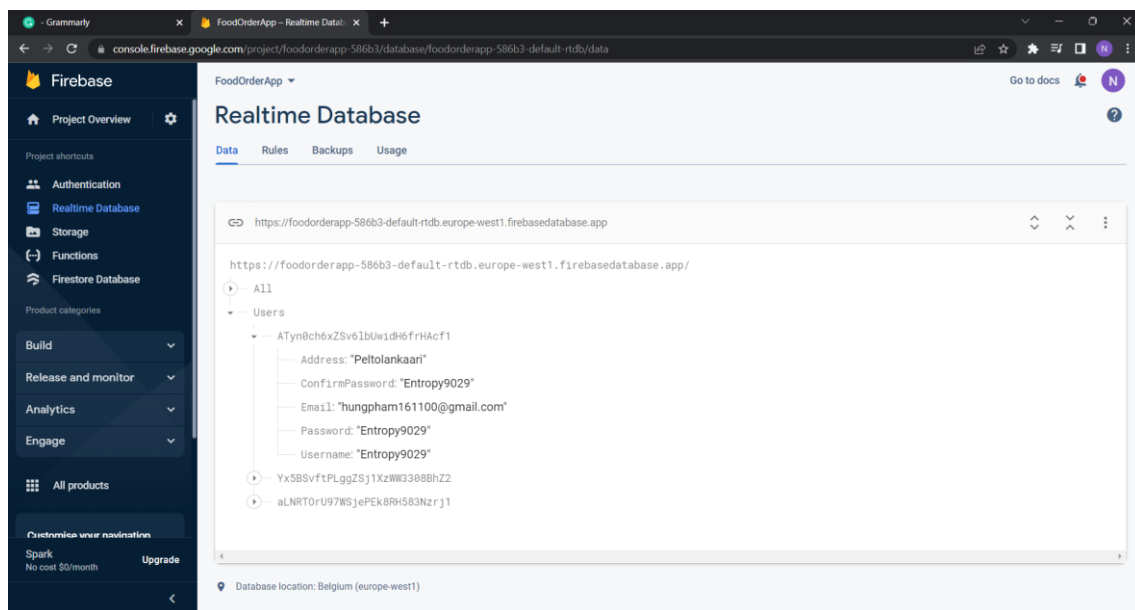 - Grammarly
FoodOrderApp – Realtime Datab
console.firebase.google.com/project/foodorderapp-586b3/database/foodorderapp-586b3-default-rtdb/data
N
Firebase
FoodOrderApp
Go to docs
N
Project Overview
Realtime Database
Project shortcuts
Data Rules Backups Usage
Authentication
Realtime Database
Storage
Functions
Firestore Database
https://foodorderapp-586b3-default-rtdb.europe-west1.firebasedatabase.app
https://foodorderapp-586b3-default-rtdb.europe-west1.firebasedatabase.app/
All
Users
ATyn0ch6xZSv6lbUwidH6frHAcf1
Address: "Peltolankaari"
ConfirmPassword: "Entropy9029"
Email: "hungpham161100@gmail.com"
Password: "Entropy9029"
Username: "Entropy9029"
Yx5BSvftPLggZSj1XzWW3308BhZ2
aLNRTOrU97WSjePEk8RH583Nzrj1
Product categories
Build
Release and monitor
Analytics
Engage
All products
Customise your navigation
Spark
No cost $0/month
Upgrade
Database location: Belgium (europe-west1)